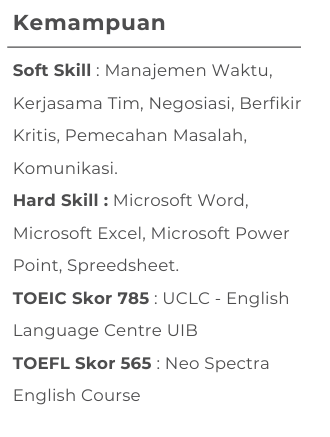 Kemampuan
Soft Skill : Manajemen Waktu,
Kerjasama Tim, Negosiasi, Berfikir
Kritis, Pemecahan Masalah,
Komunikasi.
Hard Skill : Microsoft Word,
Microsoft Excel, Microsoft Power
Point, Spreedsheet.
TOEIC Skor 785 : UCLC - English
Language Centre UIB
TOEFL Skor 565 : Neo Spectra
English Course